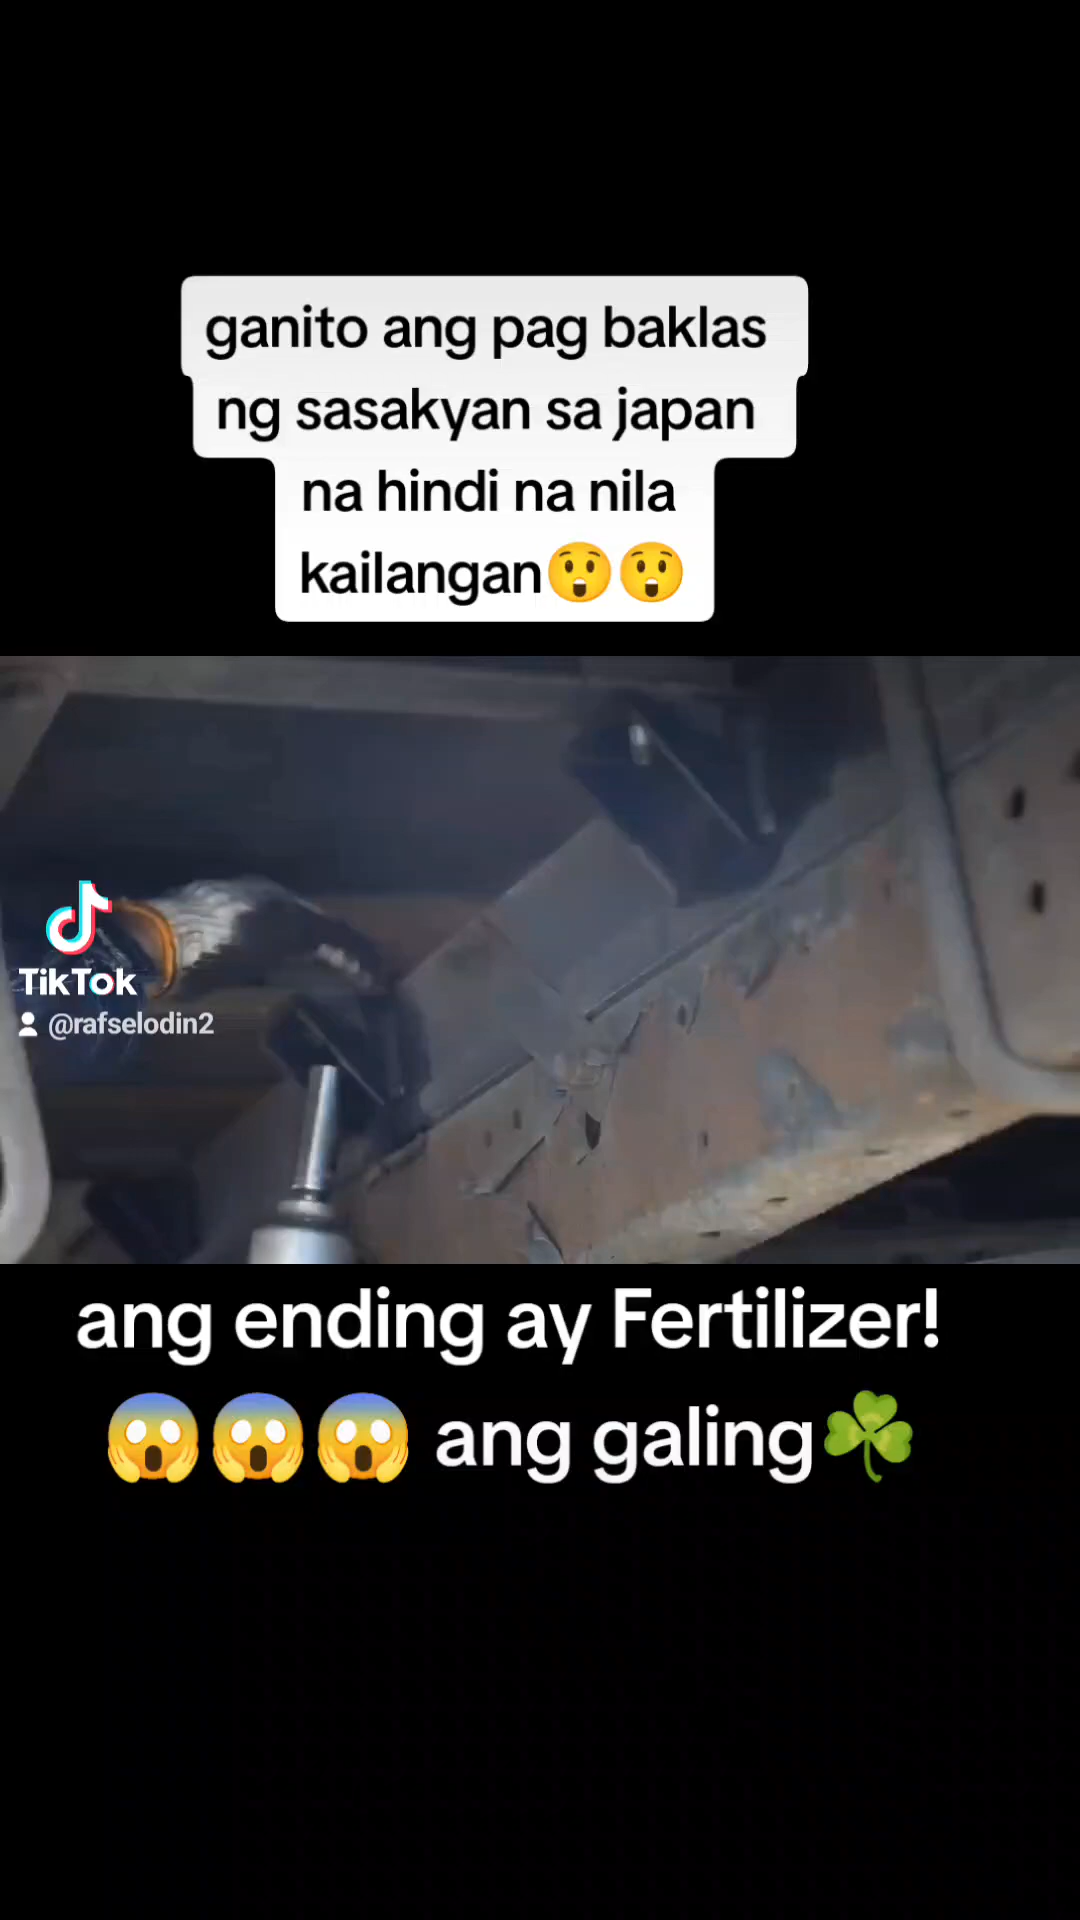 ganito ang pag baklas
ng sasakyan sa japan
na hindi na nila
kailangan😲😲
TikTok
@rafselodin2
ang ending ay Fertilizer!
😱😱😱 ang galing☘️